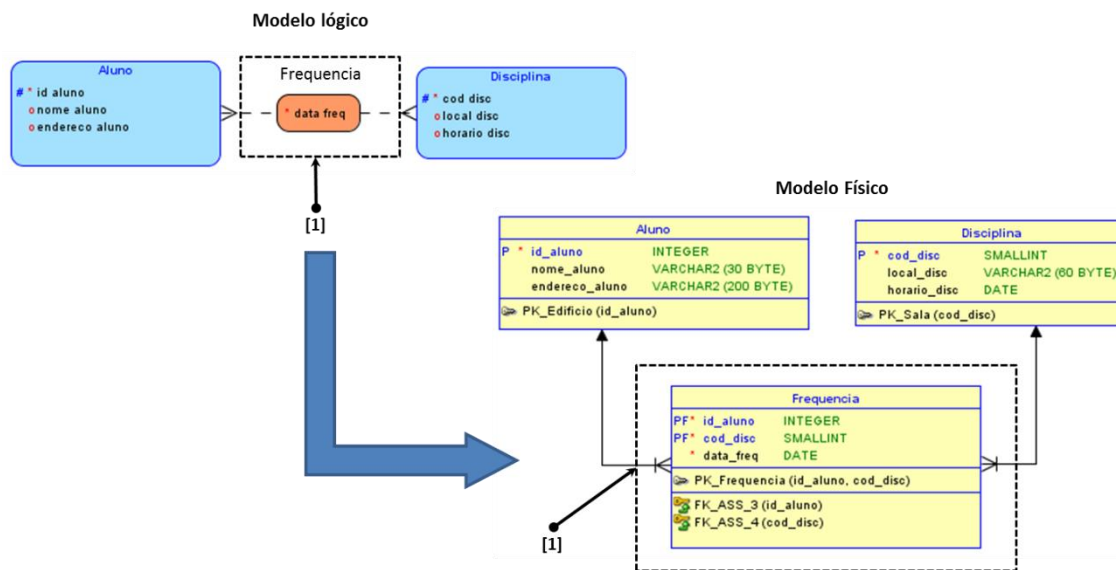 Modelo lógico
Aluno
# * id aluno
o nome aluno
o endereco aluno
Frequencia
* data freq
Disciplina
# * cod disc
o local disc
o horario disc
[1]
Modelo Físico
Aluno
P * id_aluno INTEGER
nome_aluno VARCHAR2 (30 BYTE)
endereco_aluno VARCHAR2 (200 BYTE)
PK_Edificio (id_aluno)
Disciplina
P * cod_disc SMALLINT
local_disc VARCHAR2 (60 BYTE)
horario_disc DATE
PK_Sala (cod_disc)
Frequencia
PF* id_aluno INTEGER
PF* cod_disc SMALLINT
* data_freq DATE
PK_Frequencia (id_aluno, cod_disc)
FK_ASS_3 (id_aluno)
FK_ASS_4 (cod_disc)
[1]